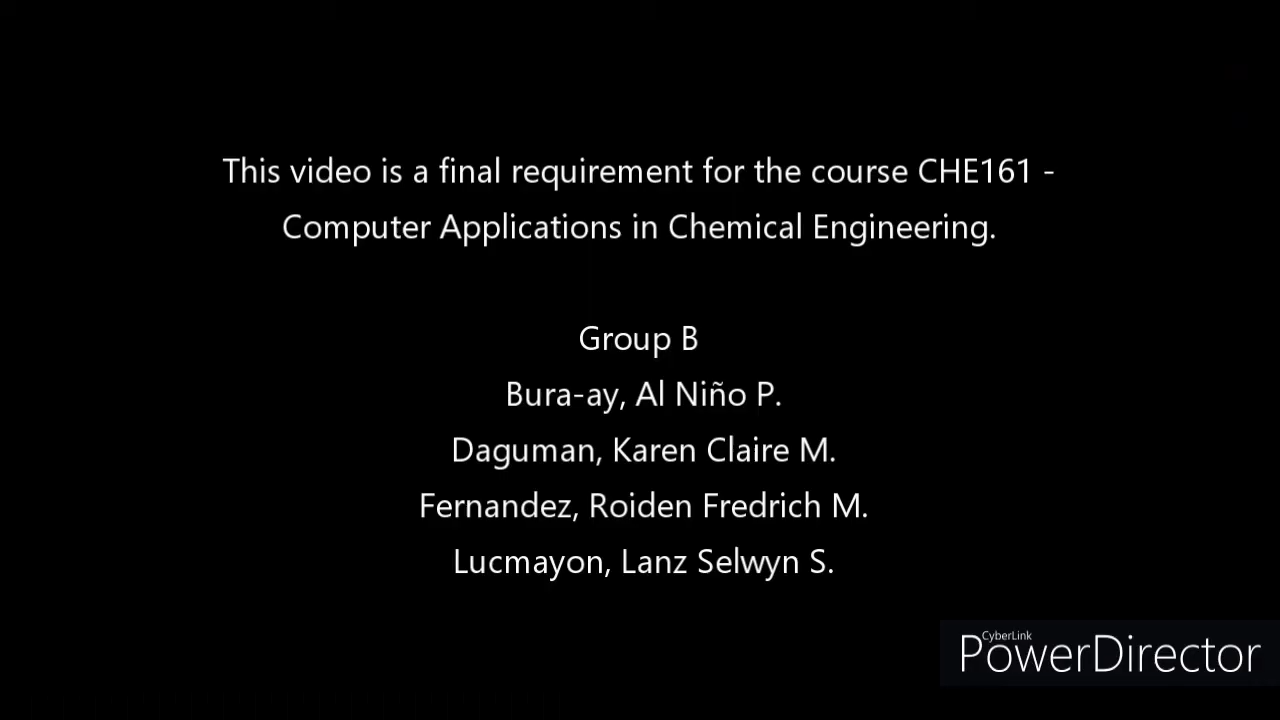 This video is a final requirement for the course CHE161 -
Computer Applications in Chemical Engineering.
Group B
Bura-ay, Al Niño P.
Daguman, Karen Claire M.
Fernandez, Roiden Fredrich M.
Lucmayon, Lanz Selwyn S.
CyberLink
PowerDirector